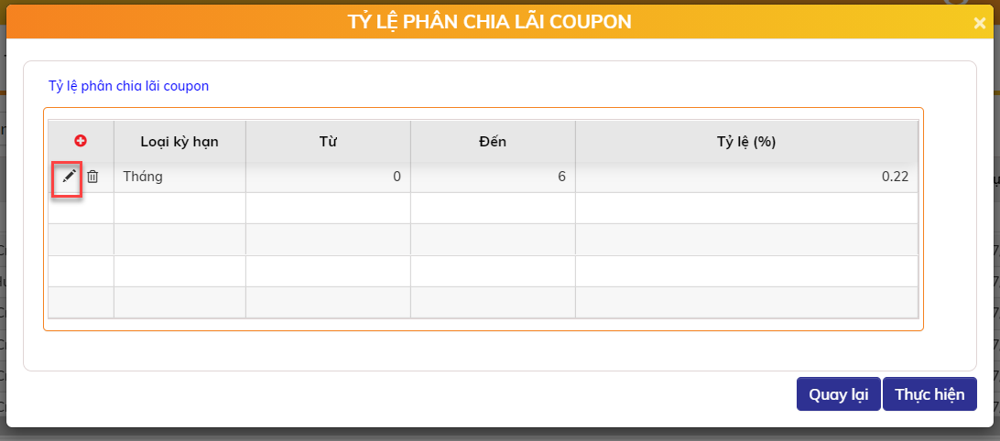 TỶ LỆ PHÂN CHIA LÃI COUPON
Tỷ lệ phân chia lãi coupon
Loại kỳ hạn Từ Đến Tỷ lệ (%)
Tháng 0 6 0.22
Quay lại Thực hiện